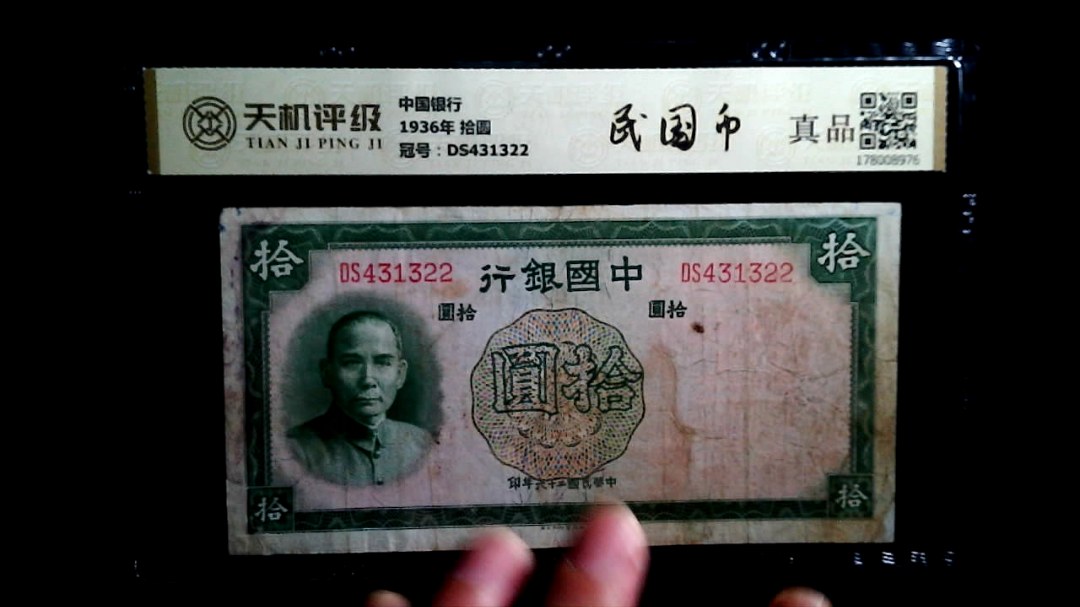 天机评级
TIAN JI PING JI
中国银行
1936年 拾圆
冠号：DS431322
民国币
真品
178008976
拾
拾
DS431322
行銀國中
DS431322
圓拾
圓拾
圓拾
印年六十二國民華中
拾
拾